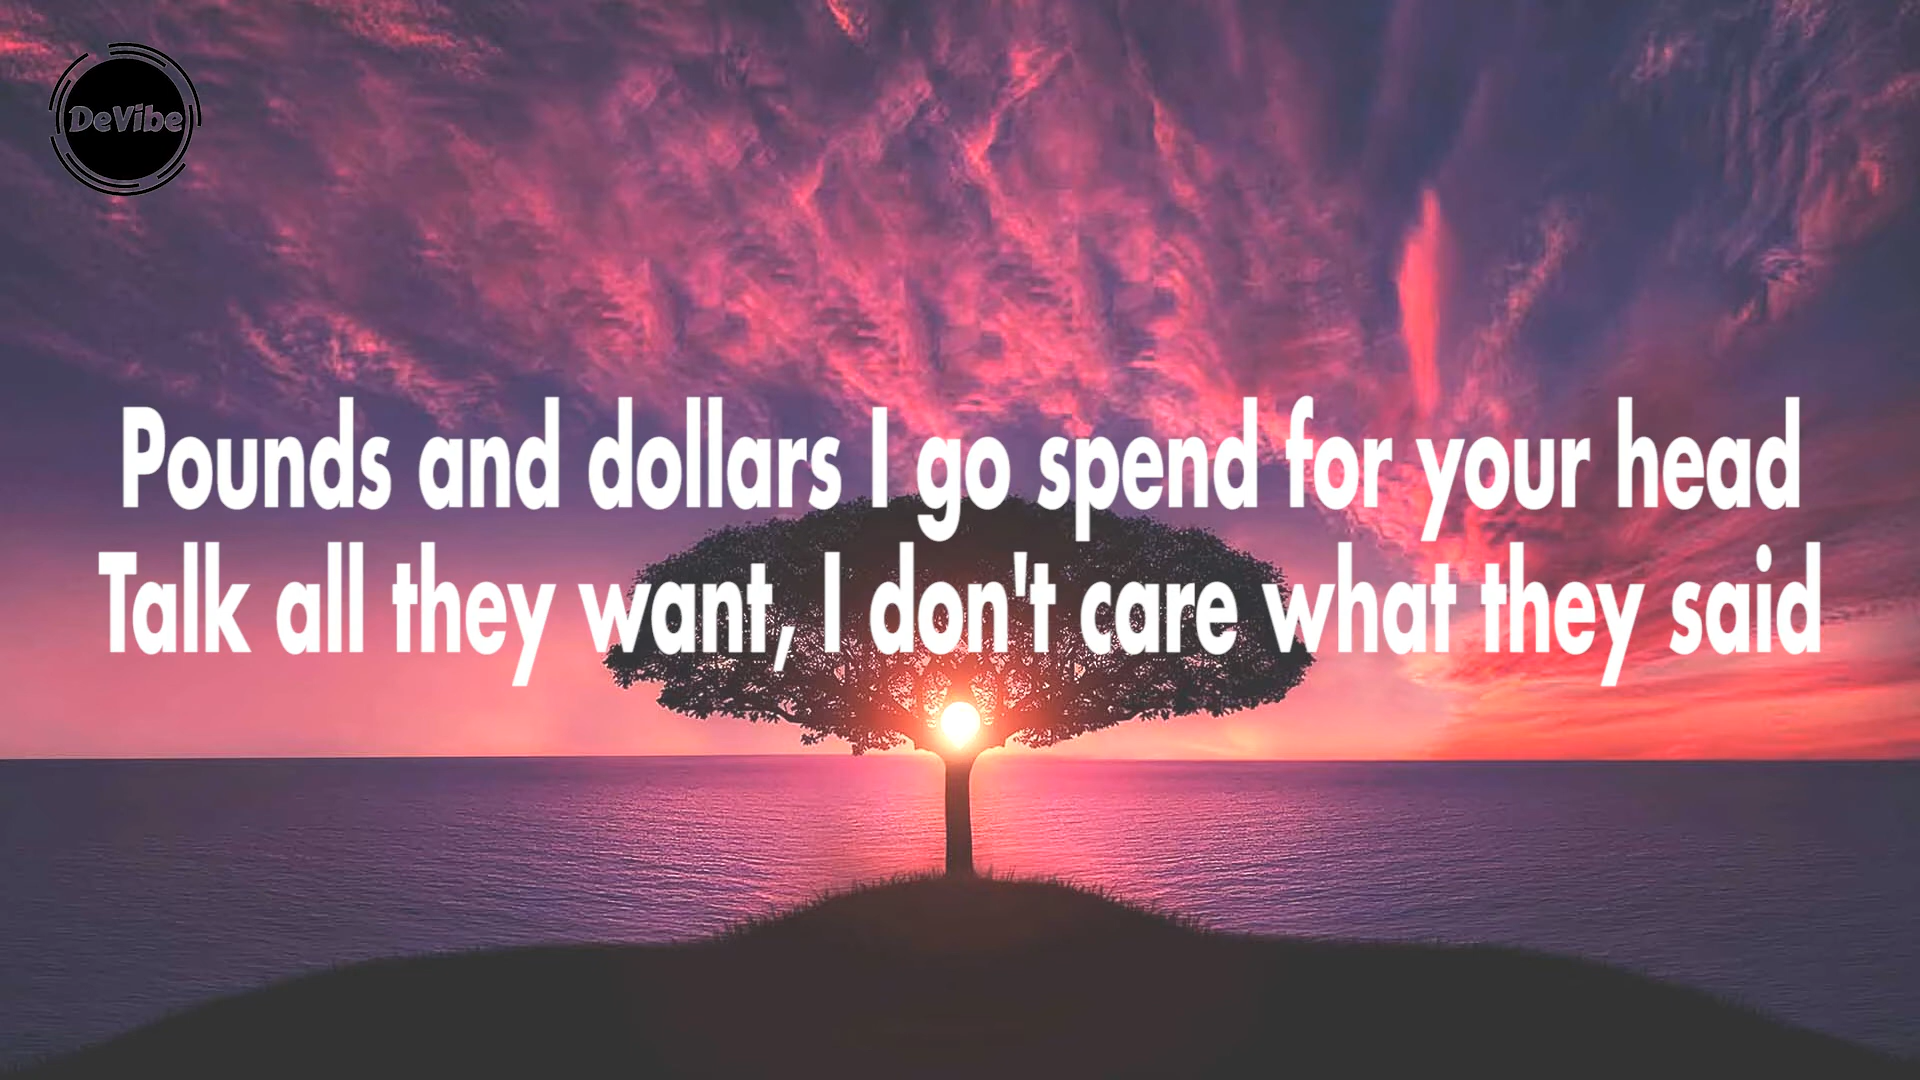 DeVibe
Pounds and dollars I go spend for your head
Talk all they want, I don't care what they said